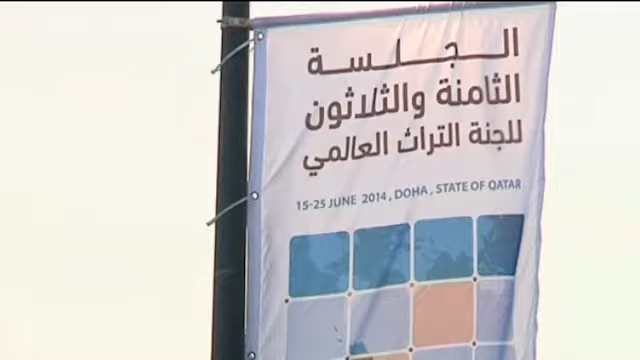 الجلسة
الثامنة والثلاثون
للجنة التراث العالمي
15-25 JUNE 2014 , DOHA , STATE OF QATAR